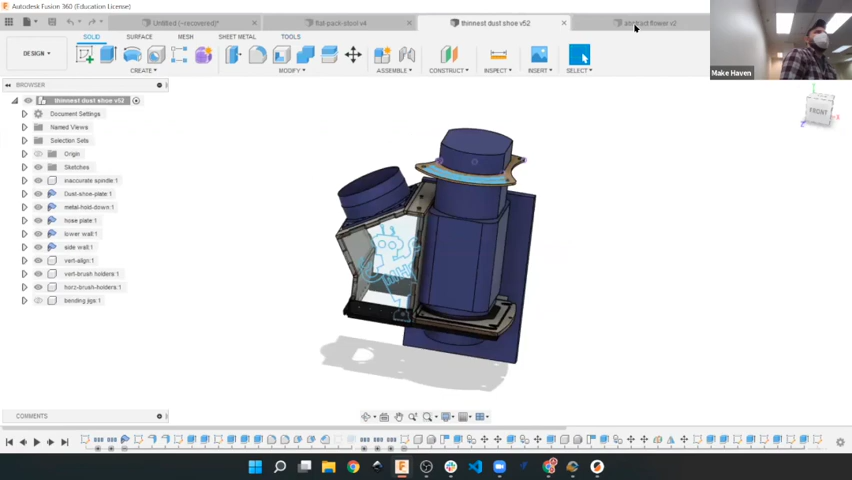 Autodesk Fusion 360 (Education License)
Untitled (~recovered)*
flat-pack-stool v4
thinnest dust shoe v52
abstract flower v2
SOLID SURFACE MESH SHEET METAL TOOLS
DESIGN
CREATE MODIFY ASSEMBLE CONSTRUCT INSPECT INSERT SELECT
Make Haven
BROWSER
thinnest dust shoe v52
Document Settings
Named Views
Selection Sets
Origin
Sketches
inaccurate spindle:1
Dust-shoe-plate:1
metal-hold-down:1
hose plate:1
lower wall:1
side wall:1
vert-align:1
vert-brush holders:1
horz-brush-holders:1
bending jigs:1
FRONT
COMMENTS